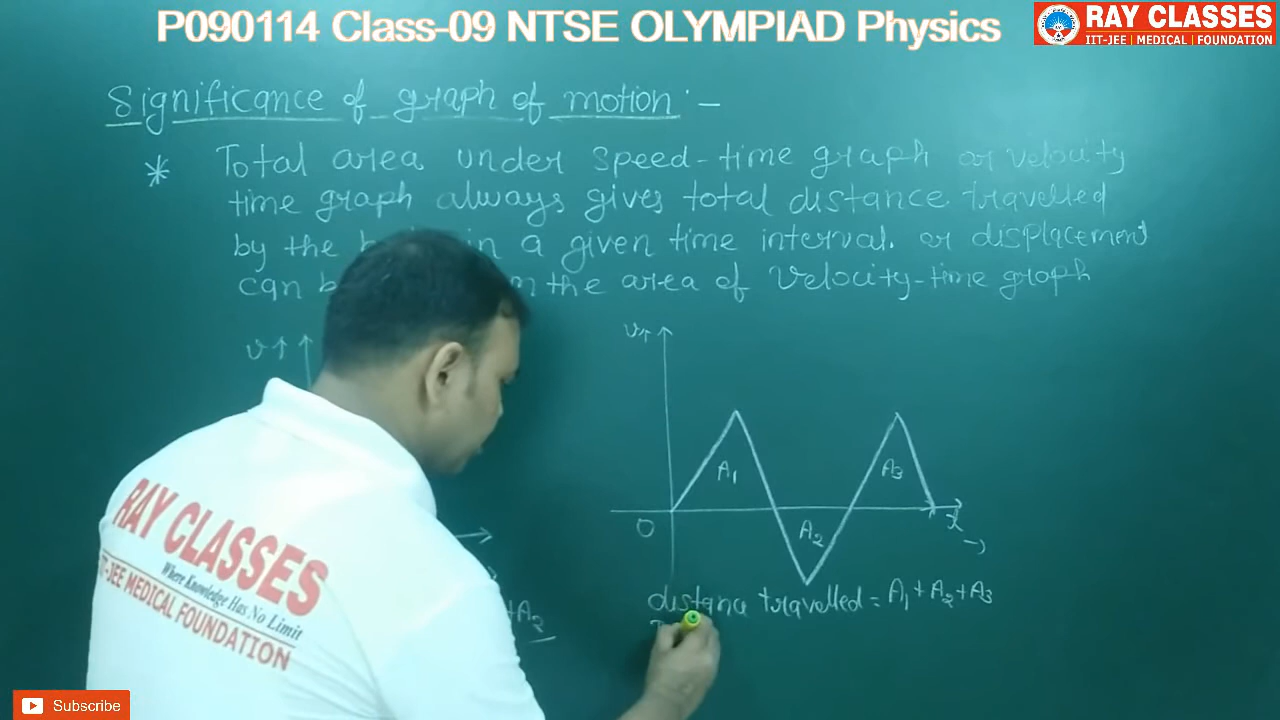 P090114 Class-09 NTSE OLYMPIAD Physics
RAY CLASSES
IIT-JEE | MEDICAL | FOUNDATION
Significance of graph of motion :-
* Total area under speed-time graph or velocity
time graph always gives total distance travelled
by the in a given time interval. or displacement
can the area of velocity-time graph
v↑
v↑
A1
A3
O
A2
distance travelled = A1 + A2 + A3
+A2
RAY CLASSES
Where Knowledge Has No Limit
IIT-JEE MEDICAL FOUNDATION
Subscribe